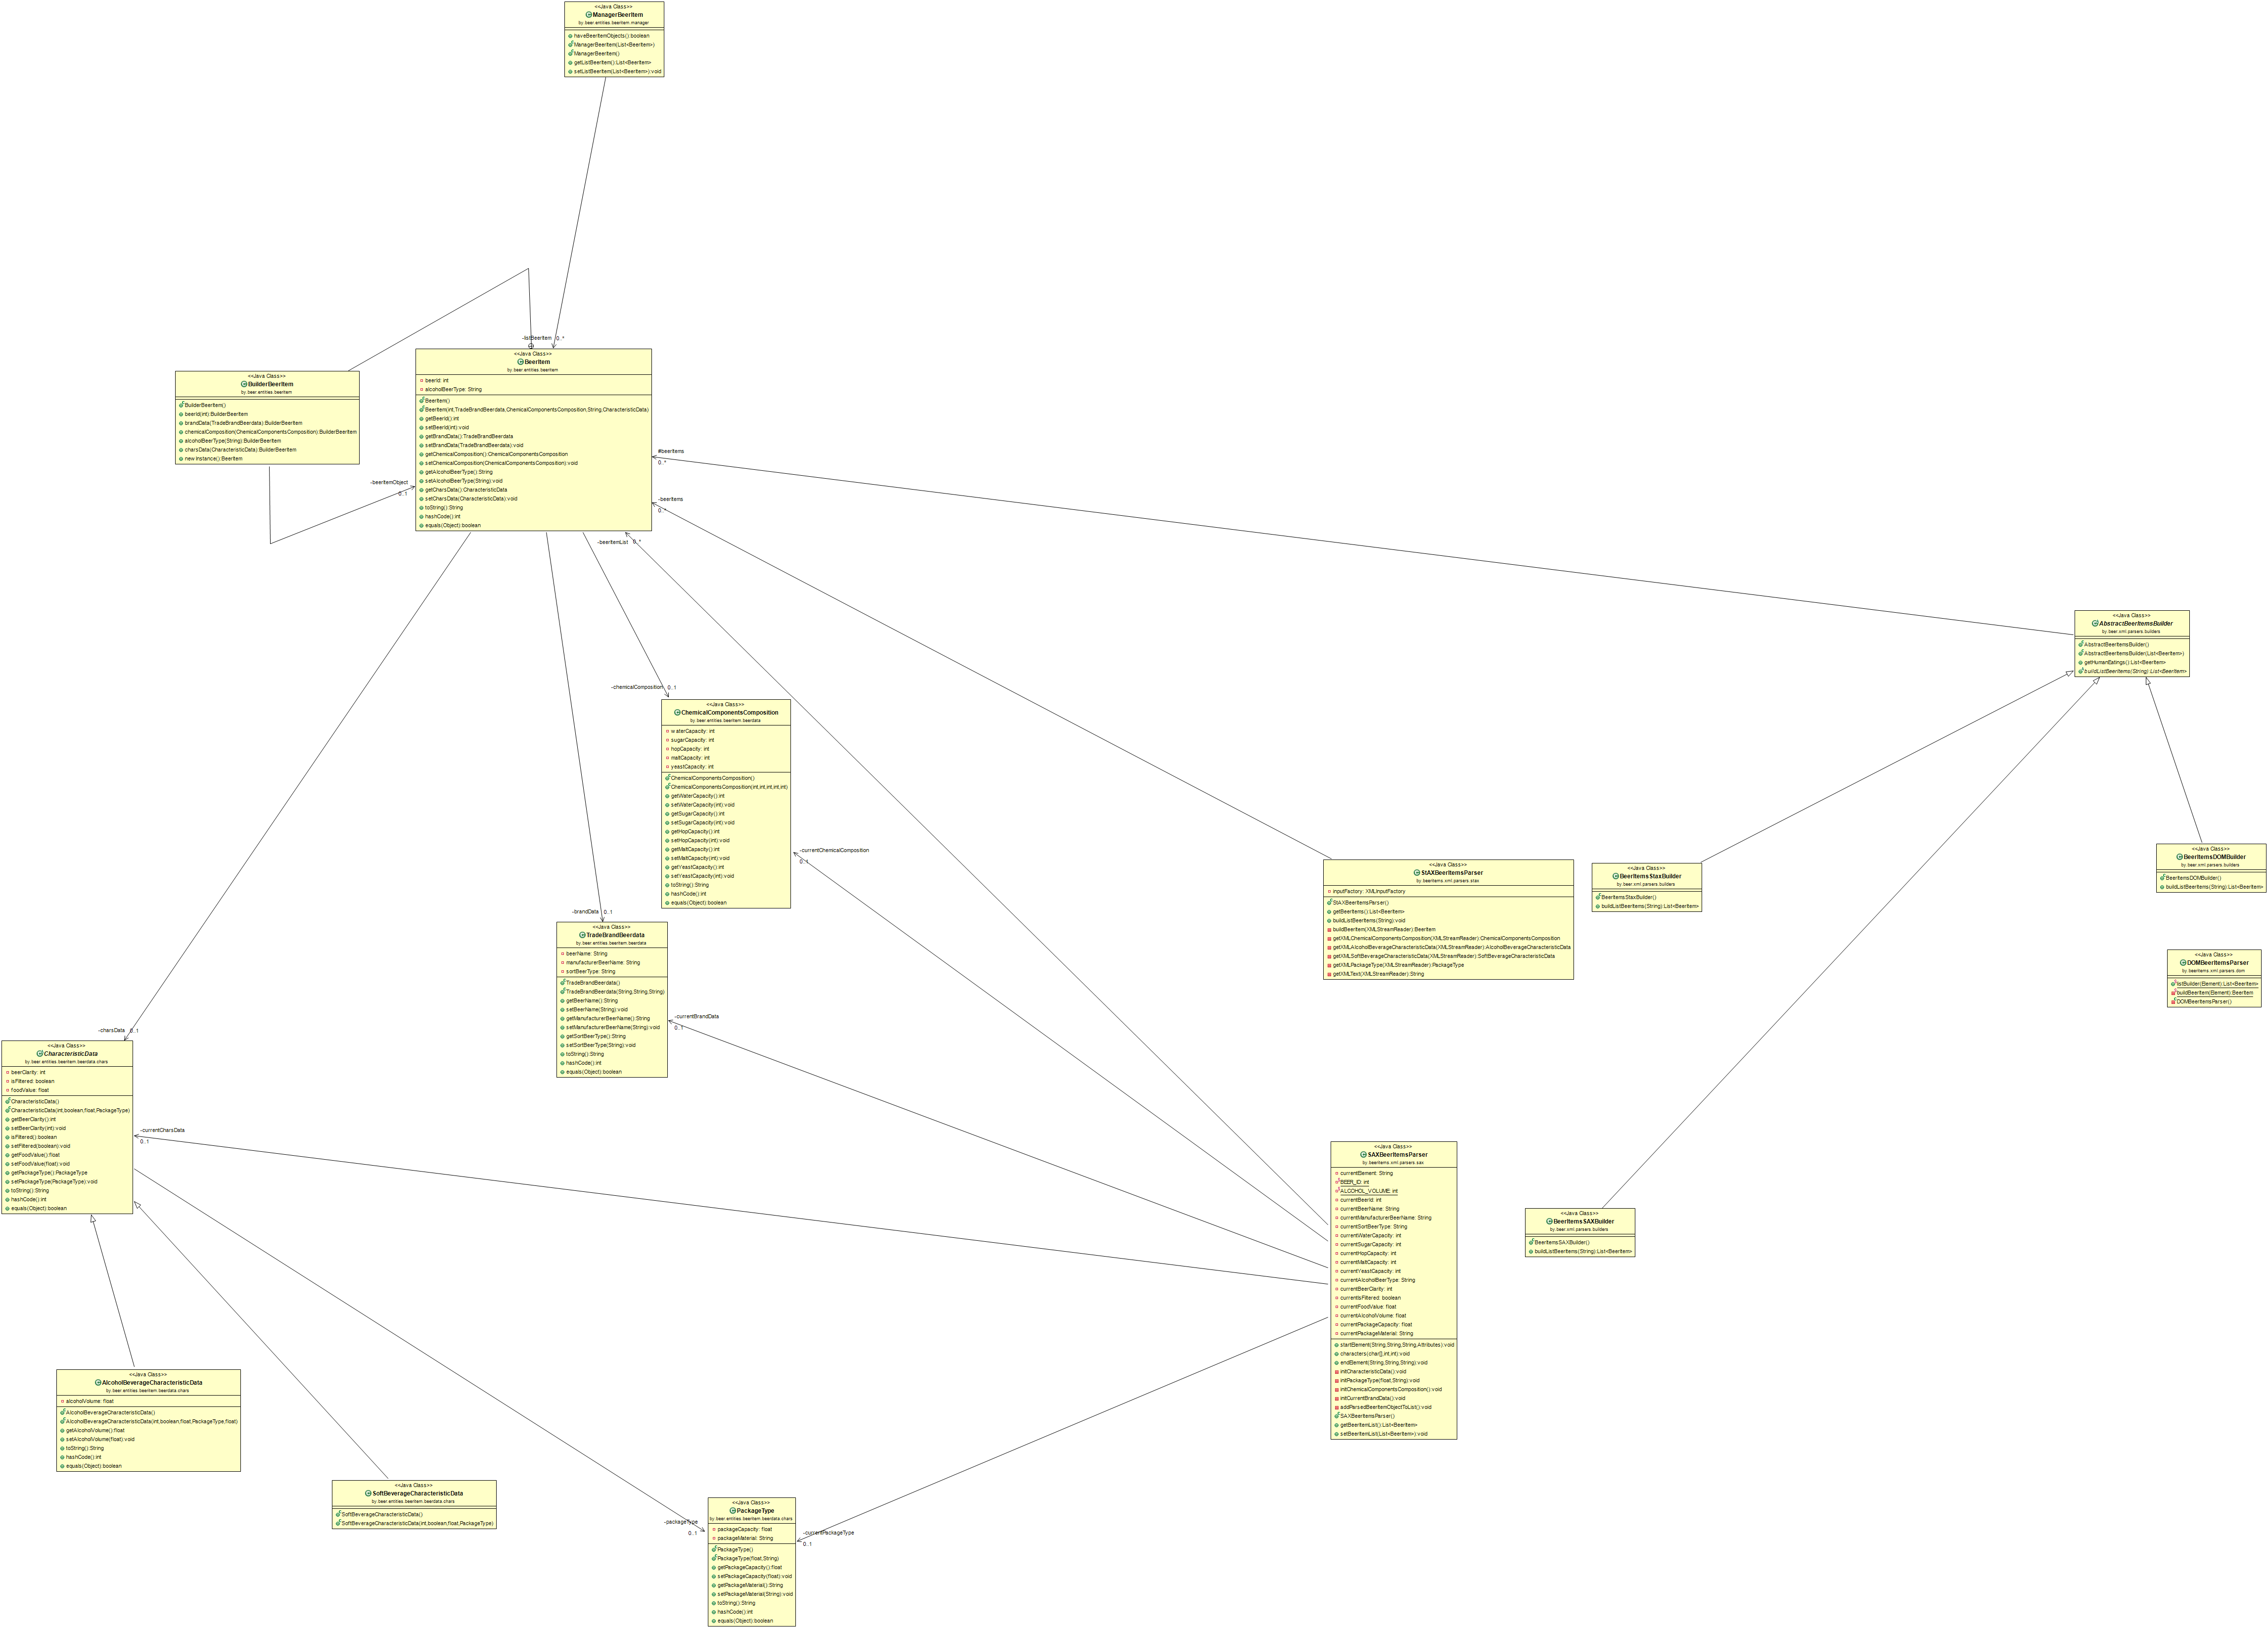 <<Java Class>>
ManagerBeerItem
by.beer.entities.beeritem.manager
haveBeerItemObjects():boolean
ManagerBeerItem(List<BeerItem>)
ManagerBeerItem()
getListBeerItem():List<BeerItem>
setListBeerItem(List<BeerItem>):void
-listBeerItem
0..*
<<Java Class>>
BuilderBeerItem
by.beer.entities.beeritem
BuilderBeerItem()
beerId(int):BuilderBeerItem
brandData(TradeBrandBeerdata):BuilderBeerItem
chemicalComposition(ChemicalComponentsComposition):BuilderBeerItem
alcoholBeerType(String):BuilderBeerItem
charsData(CharacteristicData):BuilderBeerItem
newInstance():BeerItem
-beerItemObject
0..1
<<Java Class>>
BeerItem
by.beer.entities.beeritem
beerId: int
alcoholBeerType: String
BeerItem()
BeerItem(int,TradeBrandBeerdata,ChemicalComponentsComposition,String,CharacteristicData)
getBeerId():int
setBeerId(int):void
getBrandData():TradeBrandBeerdata
setBrandData(TradeBrandBeerdata):void
getChemicalComposition():ChemicalComponentsComposition
setChemicalComposition(ChemicalComponentsComposition):void
getAlcoholBeerType():String
setAlcoholBeerType(String):void
getCharsData():CharacteristicData
setCharsData(CharacteristicData):void
toString():String
hashCode():int
equals(Object):boolean
#beerItems
0..*
-beerItems
0..*
-beerItemList
0..*
<<Java Class>>
AbstractBeerItemsBuilder
by.beer.xml.parsers.builders
AbstractBeerItemsBuilder()
AbstractBeerItemsBuilder(List<BeerItem>)
getHumanEatings():List<BeerItem>
buildListBeerItems(String):List<BeerItem>
-chemicalComposition
0..1
<<Java Class>>
ChemicalComponentsComposition
by.beer.entities.beeritem.beerdata
waterCapacity: int
sugarCapacity: int
hopCapacity: int
maltCapacity: int
yeastCapacity: int
ChemicalComponentsComposition()
ChemicalComponentsComposition(int,int,int,int,int)
getWaterCapacity():int
setWaterCapacity(int):void
getSugarCapacity():int
setSugarCapacity(int):void
getHopCapacity():int
setHopCapacity(int):void
getMaltCapacity():int
setMaltCapacity(int):void
getYeastCapacity():int
setYeastCapacity(int):void
toString():String
hashCode():int
equals(Object):boolean
-currentChemicalComposition
0..1
<<Java Class>>
StAXBeerItemsParser
by.beeritems.xml.parsers.stax
inputFactory: XMLInputFactory
StAXBeerItemsParser()
getBeerItems():List<BeerItem>
buildListBeerItems(String):void
buildBeerItem(XMLStreamReader):BeerItem
getXMLChemicalComponentsComposition(XMLStreamReader):ChemicalComponentsComposition
getXMLAlcoholBeverageCharacteristicData(XMLStreamReader):AlcoholBeverageCharacteristicData
getXMLSoftBeverageCharacteristicData(XMLStreamReader):SoftBeverageCharacteristicData
getXMLPackageType(XMLStreamReader):PackageType
getXMLText(XMLStreamReader):String
<<Java Class>>
BeerItemsStaxBuilder
by.beer.xml.parsers.builders
BeerItemsStaxBuilder()
buildListBeerItems(String):List<BeerItem>
<<Java Class>>
BeerItemsDOMBuilder
by.beer.xml.parsers.builders
BeerItemsDOMBuilder()
buildListBeerItems(String):List<BeerItem>
<<Java Class>>
DOMBeerItemsParser
by.beeritems.xml.parsers.dom
listBuilder(Element):List<BeerItem>
buildBeerItem(Element):BeerItem
DOMBeerItemsParser()
-brandData
0..1
<<Java Class>>
TradeBrandBeerdata
by.beer.entities.beeritem.beerdata
beerName: String
manufacturerBeerName: String
sortBeerType: String
TradeBrandBeerdata()
TradeBrandBeerdata(String,String,String)
getBeerName():String
setBeerName(String):void
getManufacturerBeerName():String
setManufacturerBeerName(String):void
getSortBeerType():String
setSortBeerType(String):void
toString():String
hashCode():int
equals(Object):boolean
-currentBrandData
0..1
-charsData
0..1
<<Java Class>>
CharacteristicData
by.beer.entities.beeritem.beerdata.chars
beerClarity: int
isFiltered: boolean
foodValue: float
CharacteristicData()
CharacteristicData(int,boolean,float,PackageType)
getBeerClarity():int
setBeerClarity(int):void
isFiltered():boolean
setFiltered(boolean):void
getFoodValue():float
setFoodValue(float):void
getPackageType():PackageType
setPackageType(PackageType):void
toString():String
hashCode():int
equals(Object):boolean
-currentCharsData
0..1
<<Java Class>>
SAXBeerItemsParser
by.beeritems.xml.parsers.sax
currentElement: String
BEER_ID: int
ALCOHOL_VOLUME: int
currentBeerId: int
currentBeerName: String
currentManufacturerBeerName: String
currentSortBeerType: String
currentWaterCapacity: int
currentSugarCapacity: int
currentHopCapacity: int
currentMaltCapacity: int
currentYeastCapacity: int
currentAlcoholBeerType: String
currentBeerClarity: int
currentIsFiltered: boolean
currentFoodValue: float
currentAlcoholVolume: float
currentPackageCapacity: float
currentPackageMaterial: String
startElement(String,String,String,Attributes):void
characters(char[],int,int):void
endElement(String,String,String):void
initCharacteristicData():void
initPackageType(float,String):void
initChemicalComponentsComposition():void
initCurrentBrandData():void
addParsedBeerItemObjectToList():void
SAXBeerItemsParser()
getBeerItemList():List<BeerItem>
setBeerItemList(List<BeerItem>):void
<<Java Class>>
BeerItemsSAXBuilder
by.beer.xml.parsers.builders
BeerItemsSAXBuilder()
buildListBeerItems(String):List<BeerItem>
<<Java Class>>
AlcoholBeverageCharacteristicData
by.beer.entities.beeritem.beerdata.chars
alcoholVolume: float
AlcoholBeverageCharacteristicData()
AlcoholBeverageCharacteristicData(int,boolean,float,PackageType,float)
getAlcoholVolume():float
setAlcoholVolume(float):void
toString():String
hashCode():int
equals(Object):boolean
<<Java Class>>
SoftBeverageCharacteristicData
by.beer.entities.beeritem.beerdata.chars
SoftBeverageCharacteristicData()
SoftBeverageCharacteristicData(int,boolean,float,PackageType)
-packageType
0..1
<<Java Class>>
PackageType
by.beer.entities.beeritem.beerdata.chars
packageCapacity: float
packageMaterial: String
PackageType()
PackageType(float,String)
getPackageCapacity():float
setPackageCapacity(float):void
getPackageMaterial():String
setPackageMaterial(String):void
toString():String
hashCode():int
equals(Object):boolean
-currentPackageType
0..1